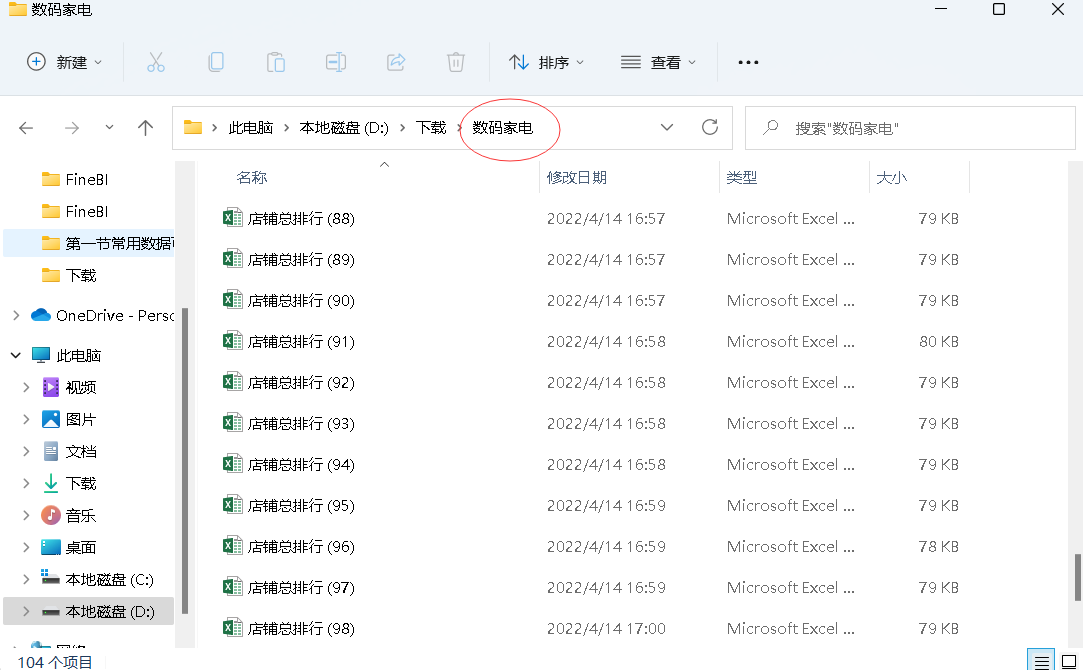 数码家电
新建 排序 查看
此电脑 本地磁盘 (D:) 下载 数码家电 搜索"数码家电"
FineBI
FineBI
第一节常用数据
下载
OneDrive - Perso
此电脑
视频
图片
文档
下载
音乐
桌面
本地磁盘 (C:)
本地磁盘 (D:)
名称 修改日期 类型 大小
店铺总排行 (88) 2022/4/14 16:57 Microsoft Excel ... 79 KB
店铺总排行 (89) 2022/4/14 16:57 Microsoft Excel ... 79 KB
店铺总排行 (90) 2022/4/14 16:57 Microsoft Excel ... 79 KB
店铺总排行 (91) 2022/4/14 16:58 Microsoft Excel ... 80 KB
店铺总排行 (92) 2022/4/14 16:58 Microsoft Excel ... 79 KB
店铺总排行 (93) 2022/4/14 16:58 Microsoft Excel ... 79 KB
店铺总排行 (94) 2022/4/14 16:58 Microsoft Excel ... 79 KB
店铺总排行 (95) 2022/4/14 16:59 Microsoft Excel ... 79 KB
店铺总排行 (96) 2022/4/14 16:59 Microsoft Excel ... 78 KB
店铺总排行 (97) 2022/4/14 16:59 Microsoft Excel ... 79 KB
店铺总排行 (98) 2022/4/14 17:00 Microsoft Excel ... 79 KB
104 个项目